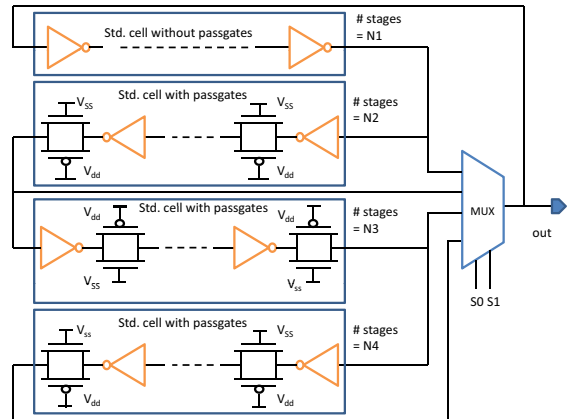 Std. cell without passgates
# stages
= N1
Std. cell with passgates
V_SS
V_SS
V_dd
V_dd
# stages
= N2
Std. cell with passgates
V_dd
V_dd
V_SS
V_ss
# stages
= N3
MUX
out
S0 S1
Std. cell with passgates
V_ss
V_SS
V_dd
V_dd
# stages
= N4